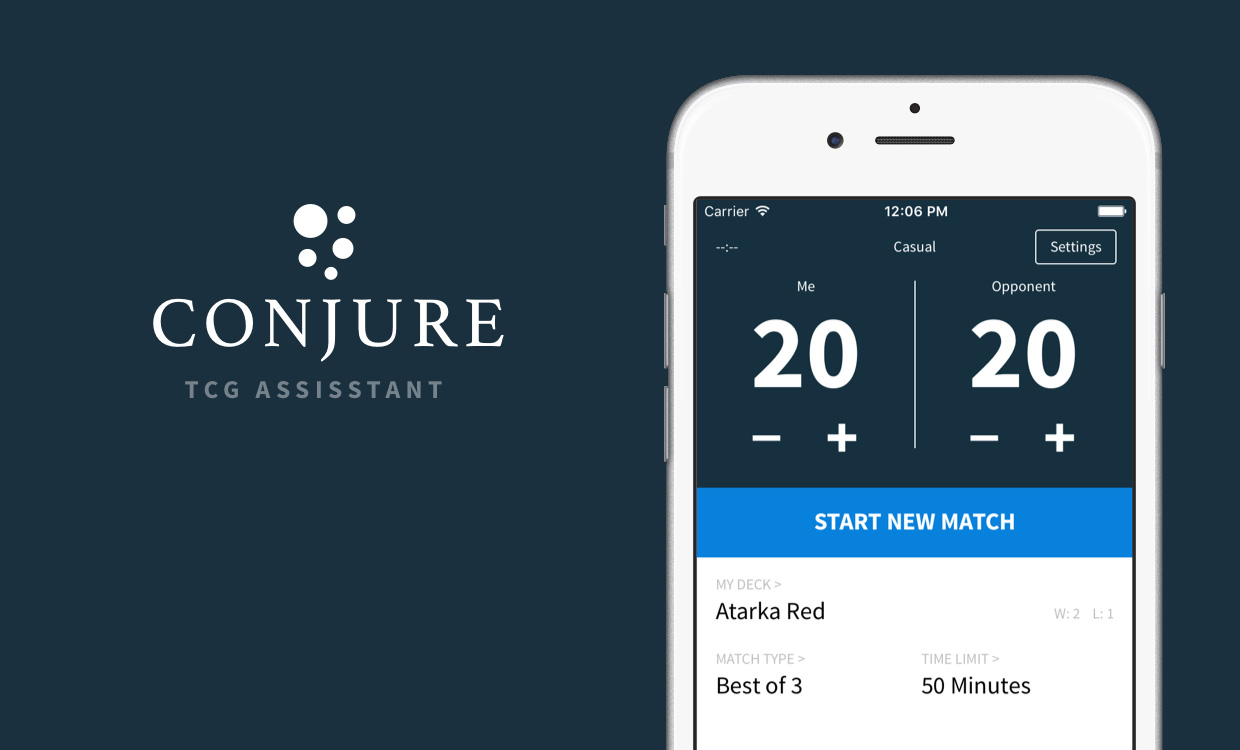 CONJURE
TCG ASSISSTANT
Carrier 12:06 PM
--:-- Casual Settings
Me Opponent
20 20
− + − +
START NEW MATCH
MY DECK >
Atarka Red W: 2 L: 1
MATCH TYPE > TIME LIMIT >
Best of 3 50 Minutes